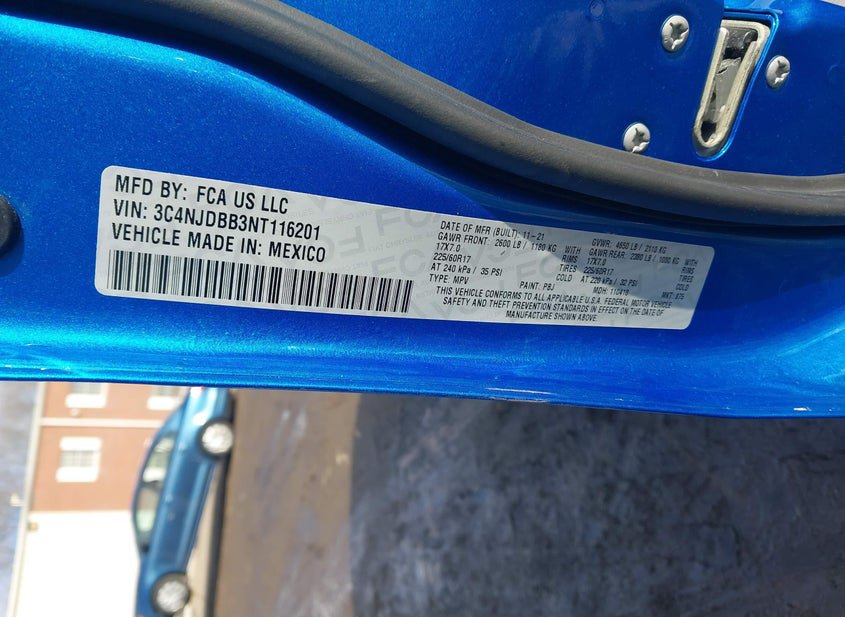 MFD BY: FCA US LLC
VIN: 3C4NJDBB3NT116201
VEHICLE MADE IN: MEXICO
DATE OF MFR (BUILT): 11-21 GVWR: 4650 LB / 2110 KG
GAWR FRONT: 2600 LB / 1180 KG WITH GAWR REAR: 2380 LB / 1080 KG WITH
17X7.0 RIMS 17X7.0 RIMS
225/60R17 TIRES 225/60R17 TIRES
AT 240 kPa / 35 PSI COLD AT 220 kPa / 32 PSI COLD
TYPE: MPV PAINT: PBJ MDH: MKT:
THIS VEHICLE CONFORMS TO ALL APPLICABLE U.S.A. FEDERAL MOTOR VEHICLE
SAFETY AND THEFT PREVENTION STANDARDS IN EFFECT ON THE DATE OF
MANUFACTURE SHOWN ABOVE.